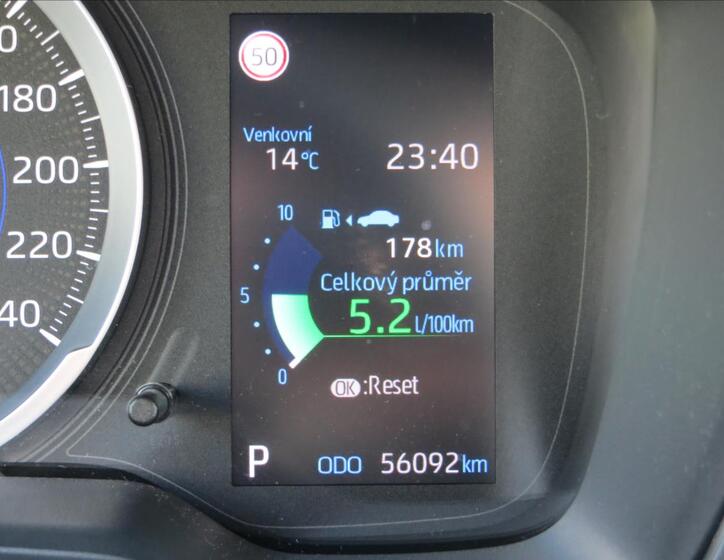 50
Venkovní
14°C 23:40
180
200
220
10
178km
Celkový průměr
5
5.2 l/100km
0
OK :Reset
P ODO 56092km